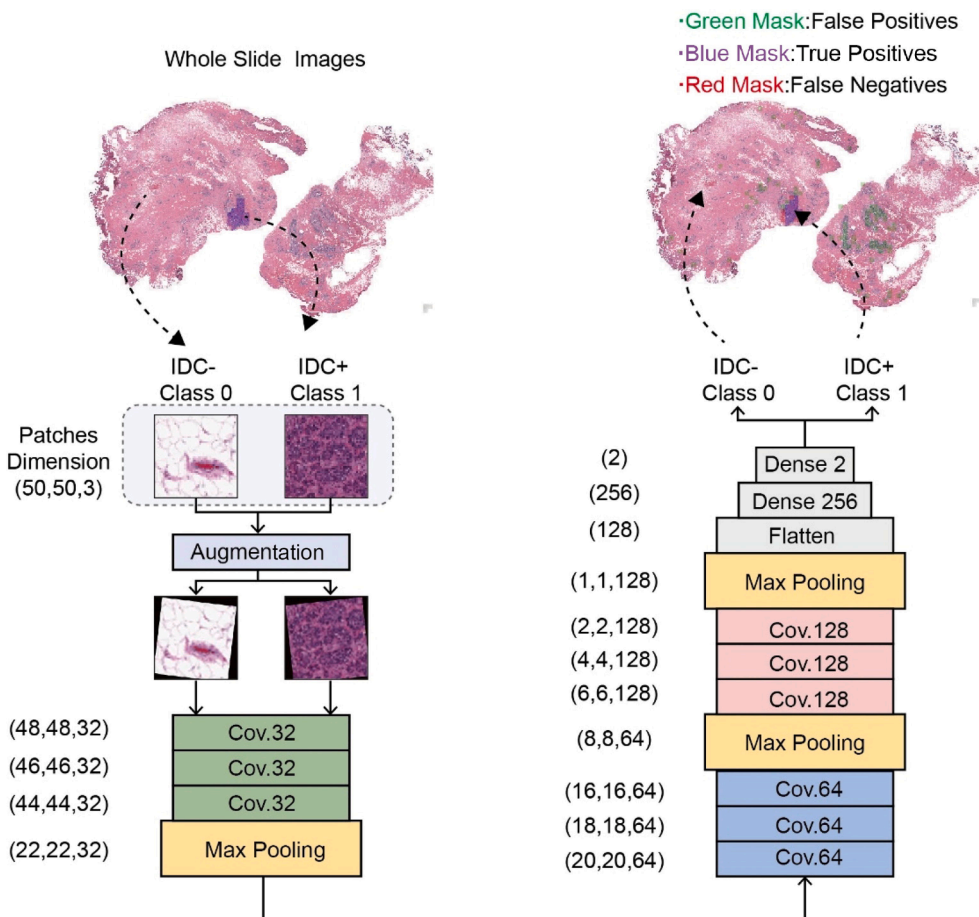 Whole Slide Images
IDC-
Class 0
IDC+
Class 1
Patches
Dimension
(50,50,3)
Augmentation
(48,48,32)
Cov.32
(46,46,32)
Cov.32
(44,44,32)
Cov.32
(22,22,32)
Max Pooling
·Green Mask:False Positives
·Blue Mask:True Positives
·Red Mask:False Negatives
IDC-
Class 0
IDC+
Class 1
(2)
Dense 2
(256)
Dense 256
(128)
Flatten
(1,1,128)
Max Pooling
(2,2,128)
Cov.128
(4,4,128)
Cov.128
(6,6,128)
Cov.128
(8,8,64)
Max Pooling
(16,16,64)
Cov.64
(18,18,64)
Cov.64
(20,20,64)
Cov.64